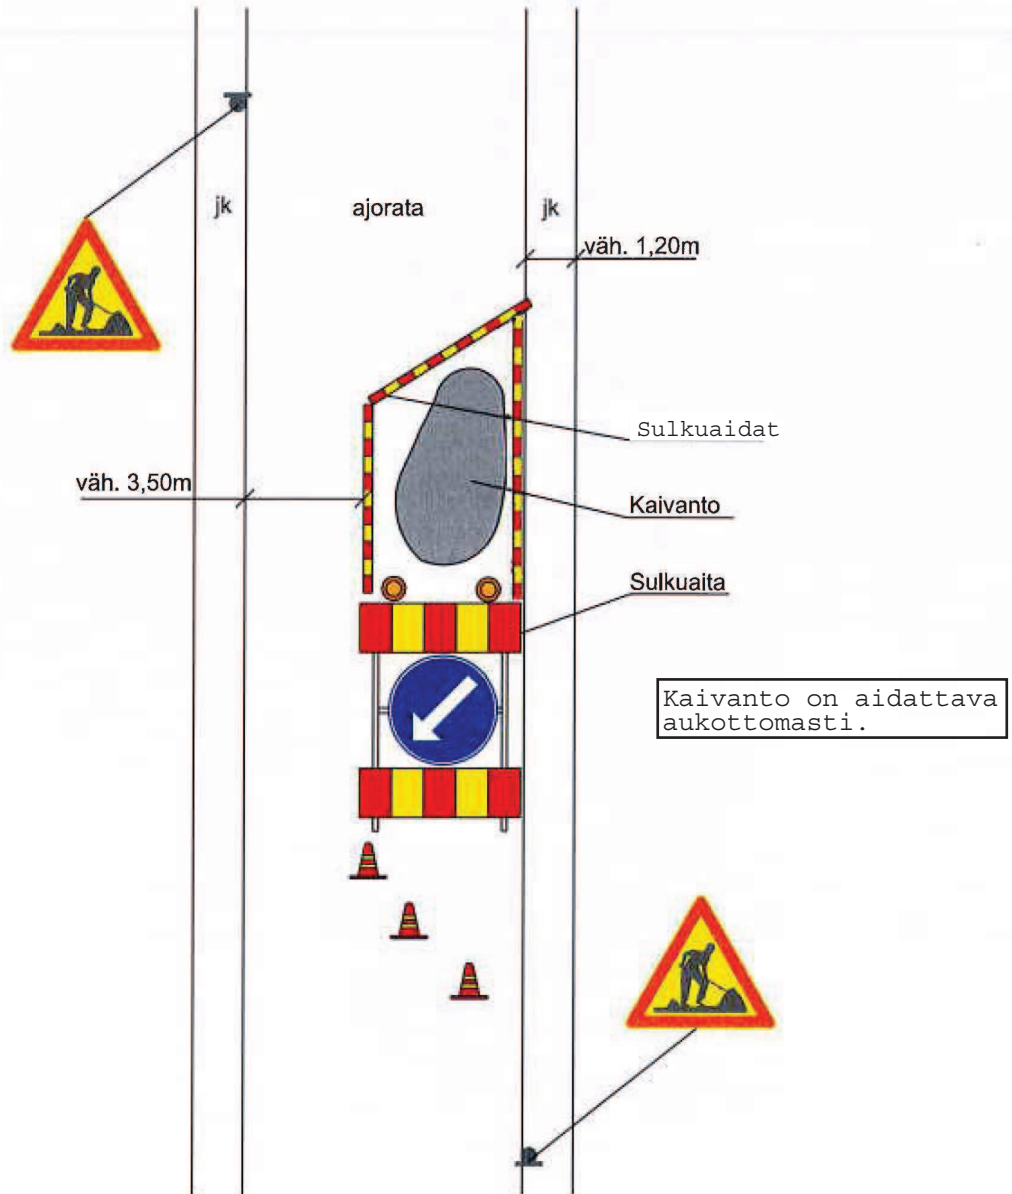 jk
ajorata
jk
väh. 1,20m
Sulkuaidat
väh. 3,50m
Kaivanto
Sulkuaita
Kaivanto on aidattava
aukottomasti.